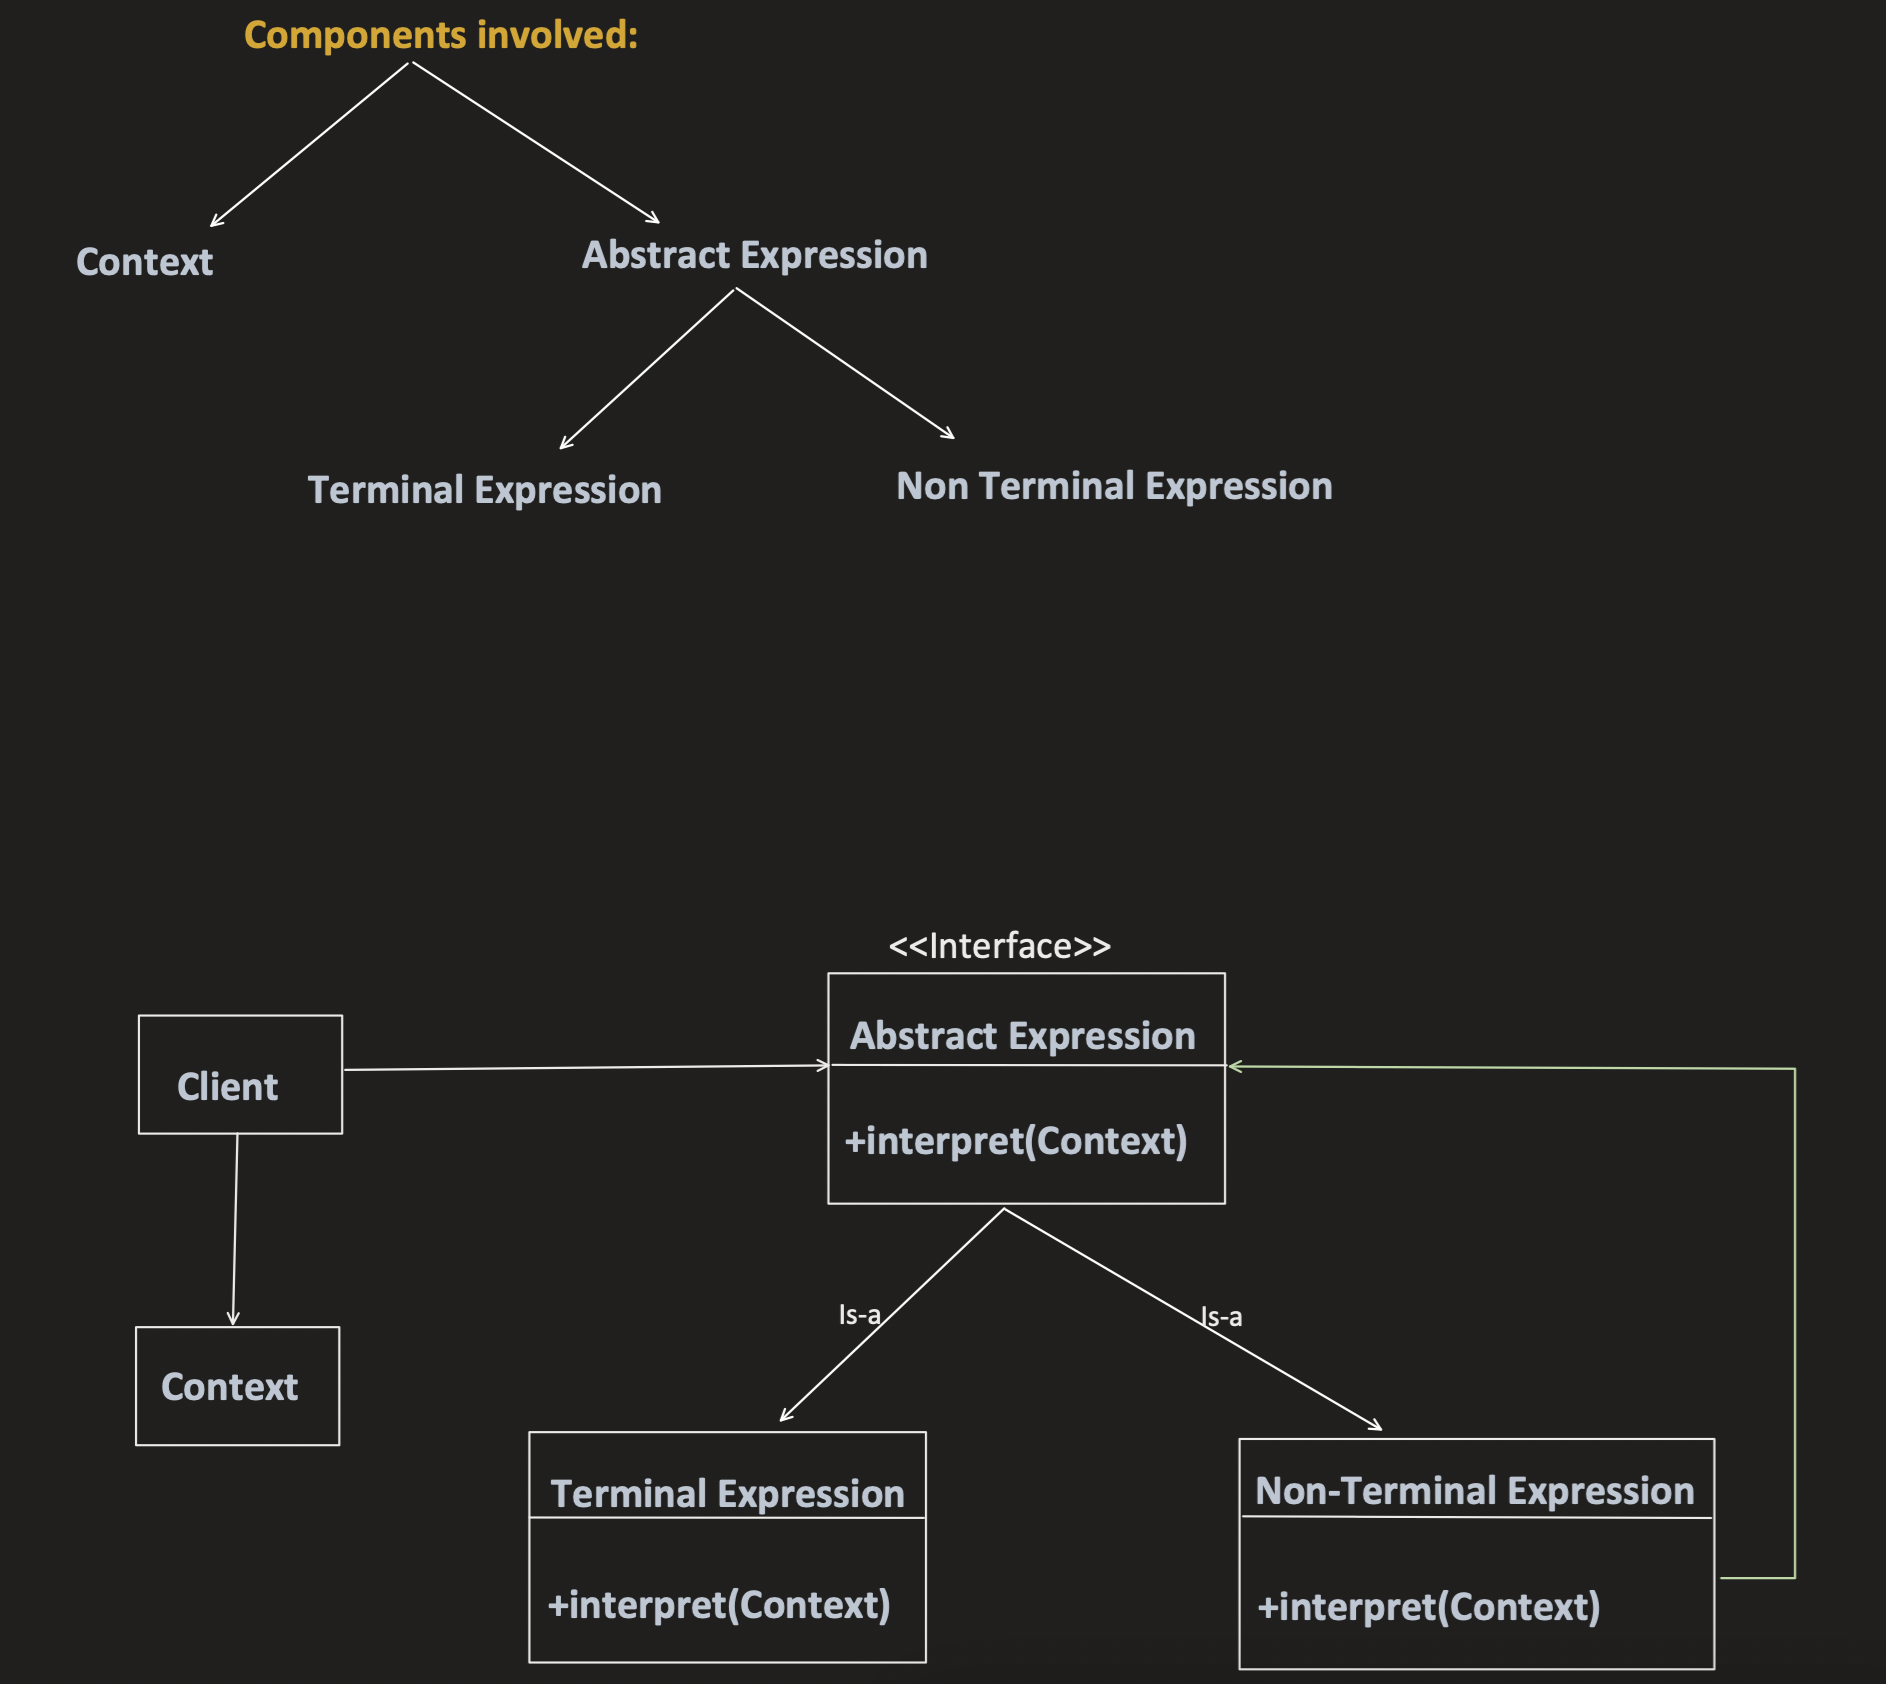 Components involved:
Context
Abstract Expression
Terminal Expression
Non Terminal Expression
<<Interface>>
Abstract Expression
+interpret(Context)
Client
Context
Is-a
Is-a
Terminal Expression
+interpret(Context)
Non-Terminal Expression
+interpret(Context)